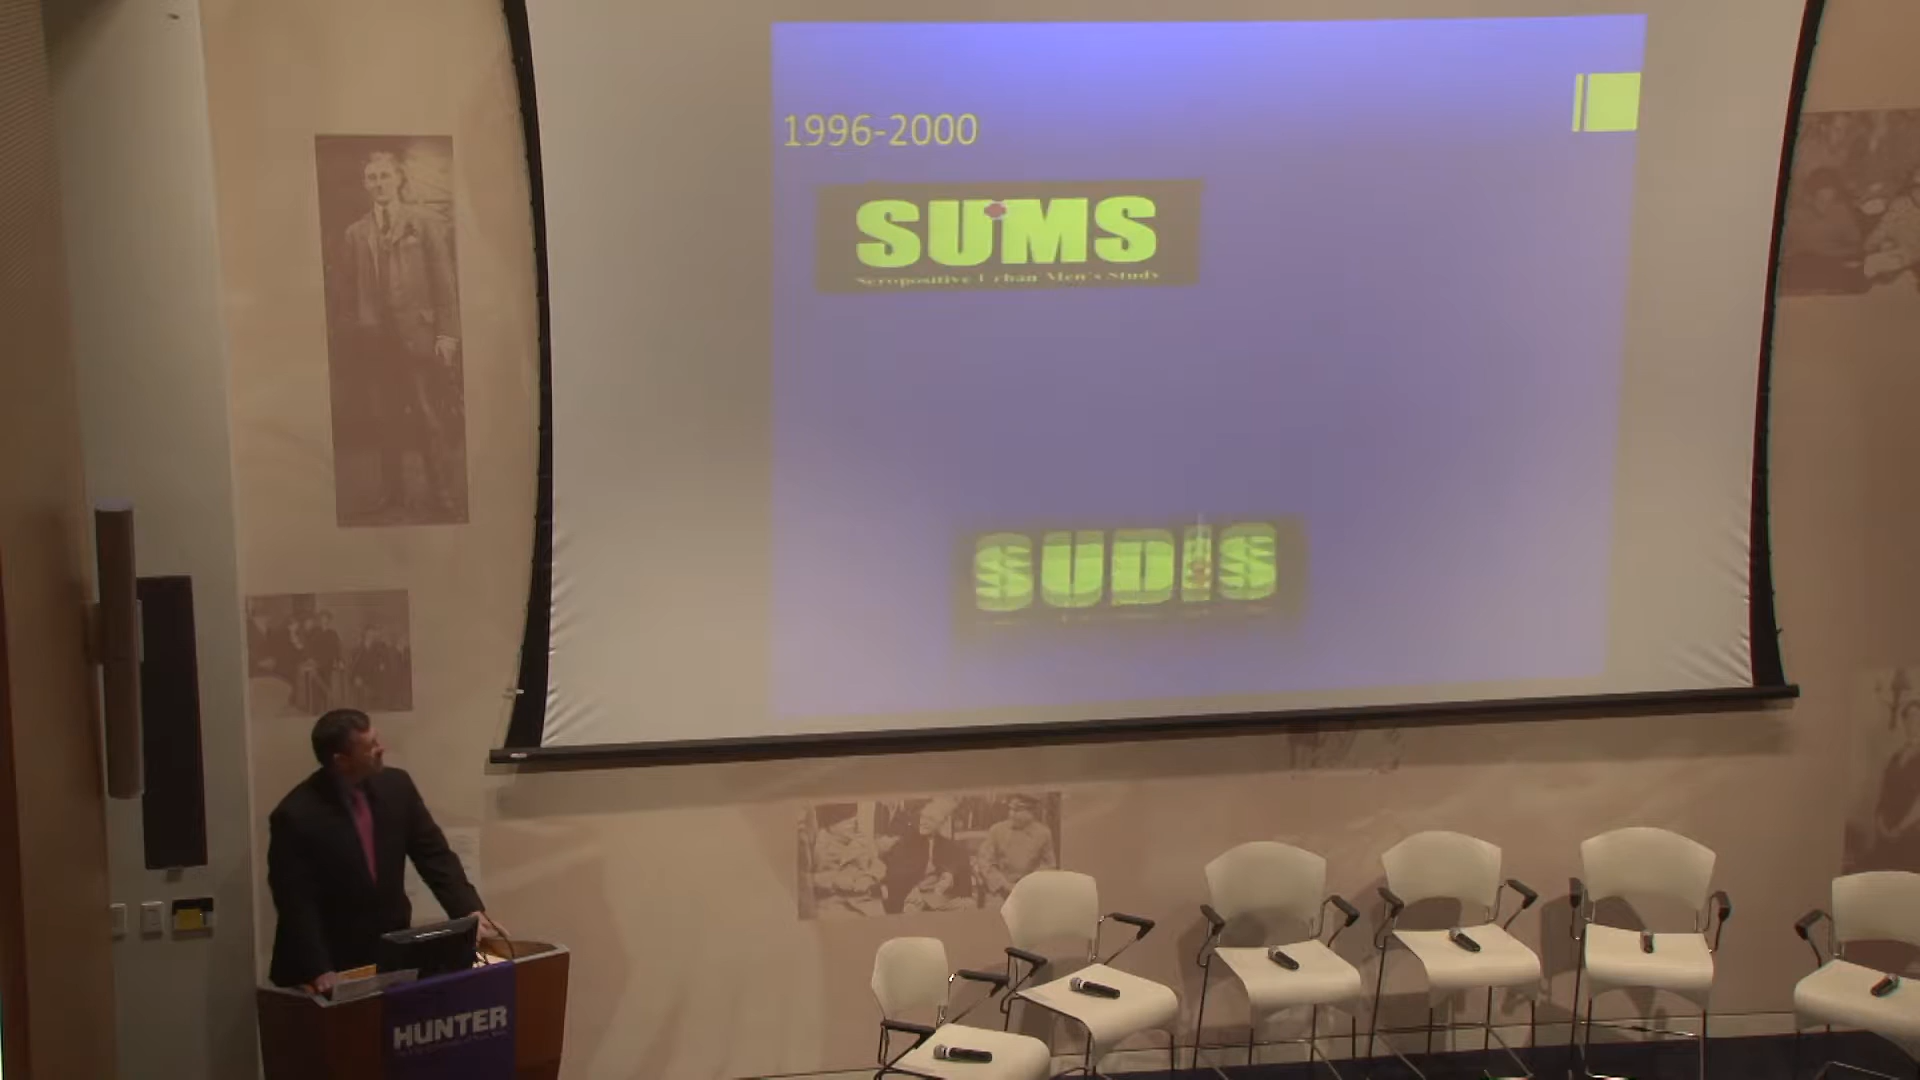 1996-2000
SUMS
Seropositive Urban Men's Study
SUDIS
HUNTER